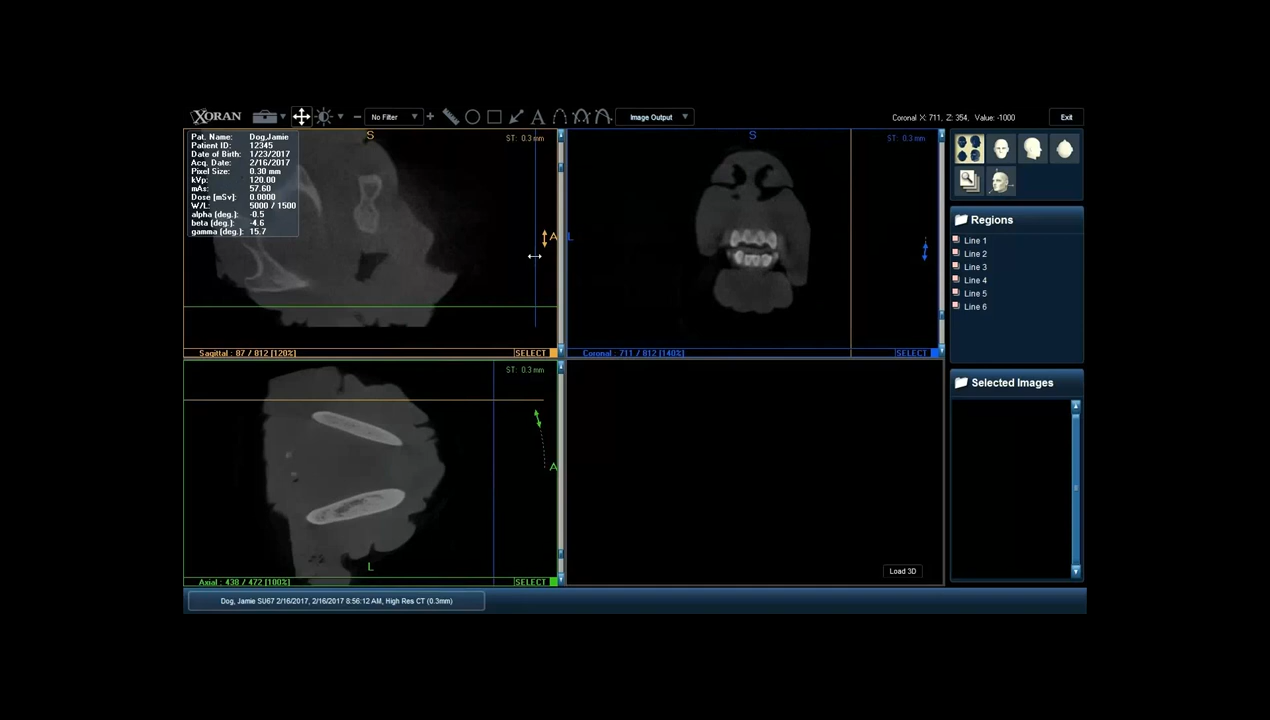 XORAN
No Filter
A
Image Output
Coronal X: 711, Z: 354, Value: -1000
Exit
Pat. Name: Dog,Jamie
Patient ID: 12345
Date of Birth: 1/23/2017
Acq. Date: 2/16/2017
Pixel Size: 0.30 mm
kVp: 120.00
mAs: 57.60
Dose [mSv]: 0.0000
W/L: 5000 / 1500
alpha (deg.): -0.5
beta (deg.): -4.6
gamma (deg.): 15.7
S
ST: 0.3 mm
A
Sagittal : 87 / 812 [120%]
SELECT
S
ST: 0.3 mm
L
Coronal : 711 / 812 [140%]
SELECT
Regions
Line 1
Line 2
Line 3
Line 4
Line 5
Line 6
ST: 0.3 mm
A
L
Axial : 438 / 472 [100%]
SELECT
Load 3D
Selected Images
Dog, Jamie SU67 2/16/2017, 2/16/2017 8:56:12 AM, High Res CT (0.3mm)